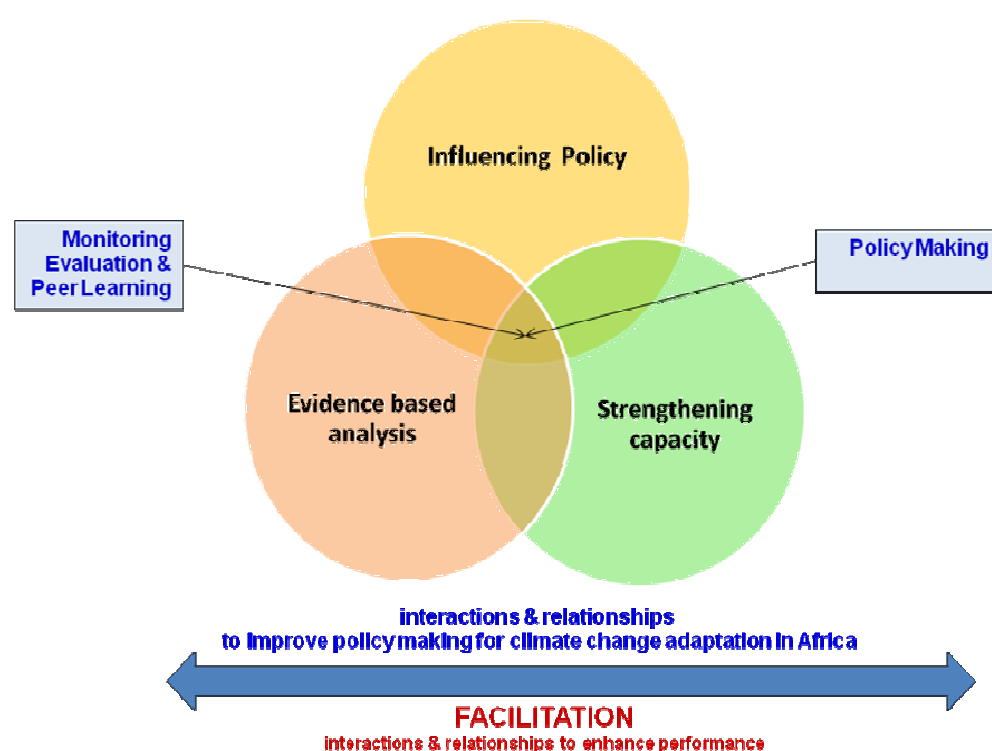 Influencing Policy
Monitoring
Evaluation &
Peer Learning
Policy Making
Evidence based
analysis
Strengthening
capacity
interactions & relationships
to improve policy making for climate change adaptation in Africa
FACILITATION
interactions & relationships to enhance performance